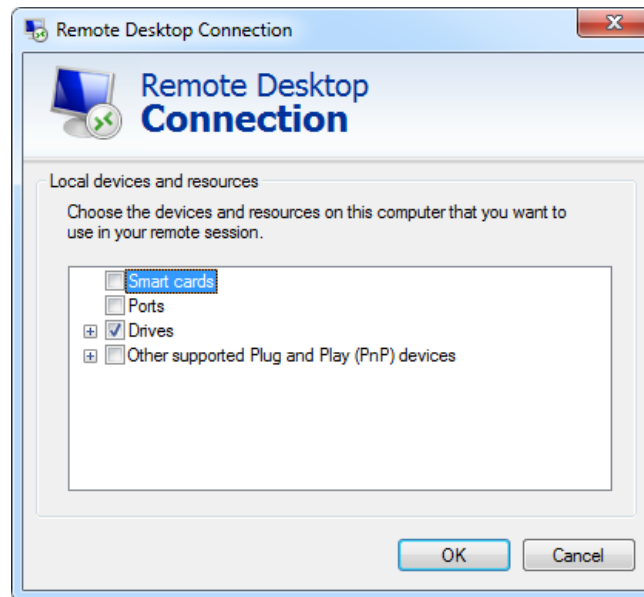 Remote Desktop Connection
Remote Desktop
Connection
Local devices and resources
Choose the devices and resources on this computer that you want to
use in your remote session.
Smart cards
Ports
Drives
Other supported Plug and Play (PnP) devices
OK
Cancel